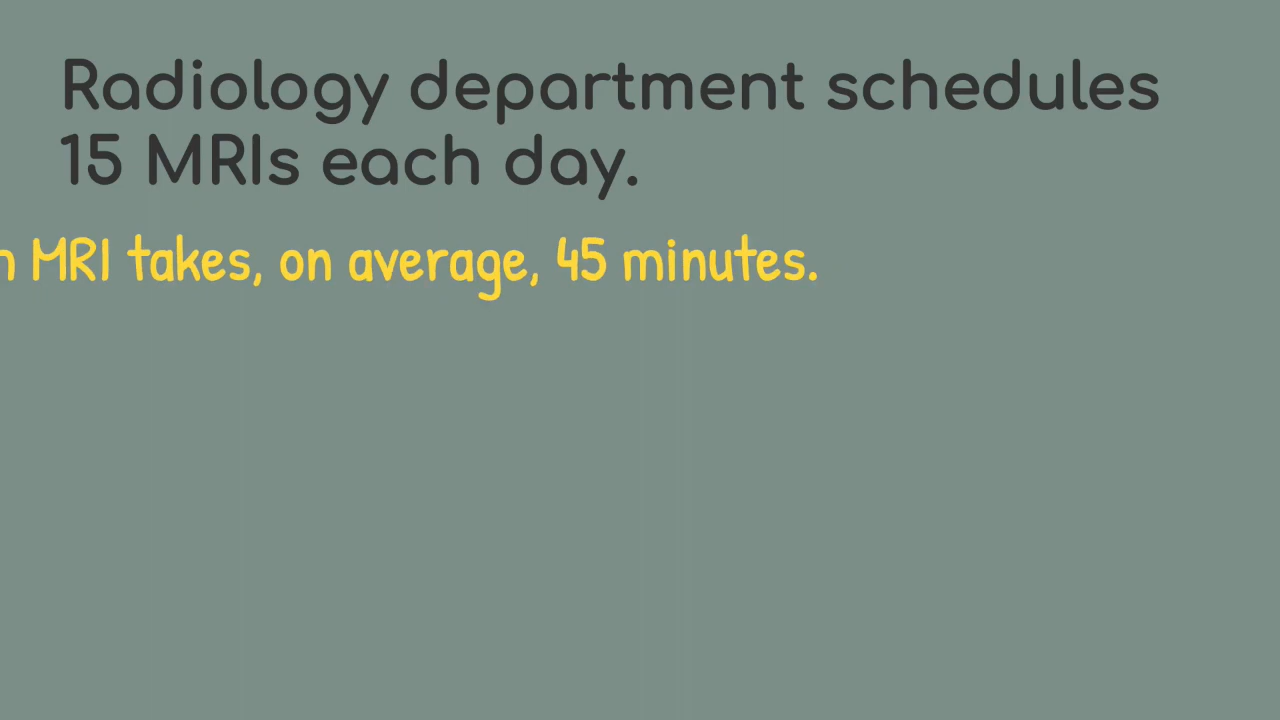 Radiology department schedules
15 MRIs each day.
MRI takes, on average, 45 minutes.